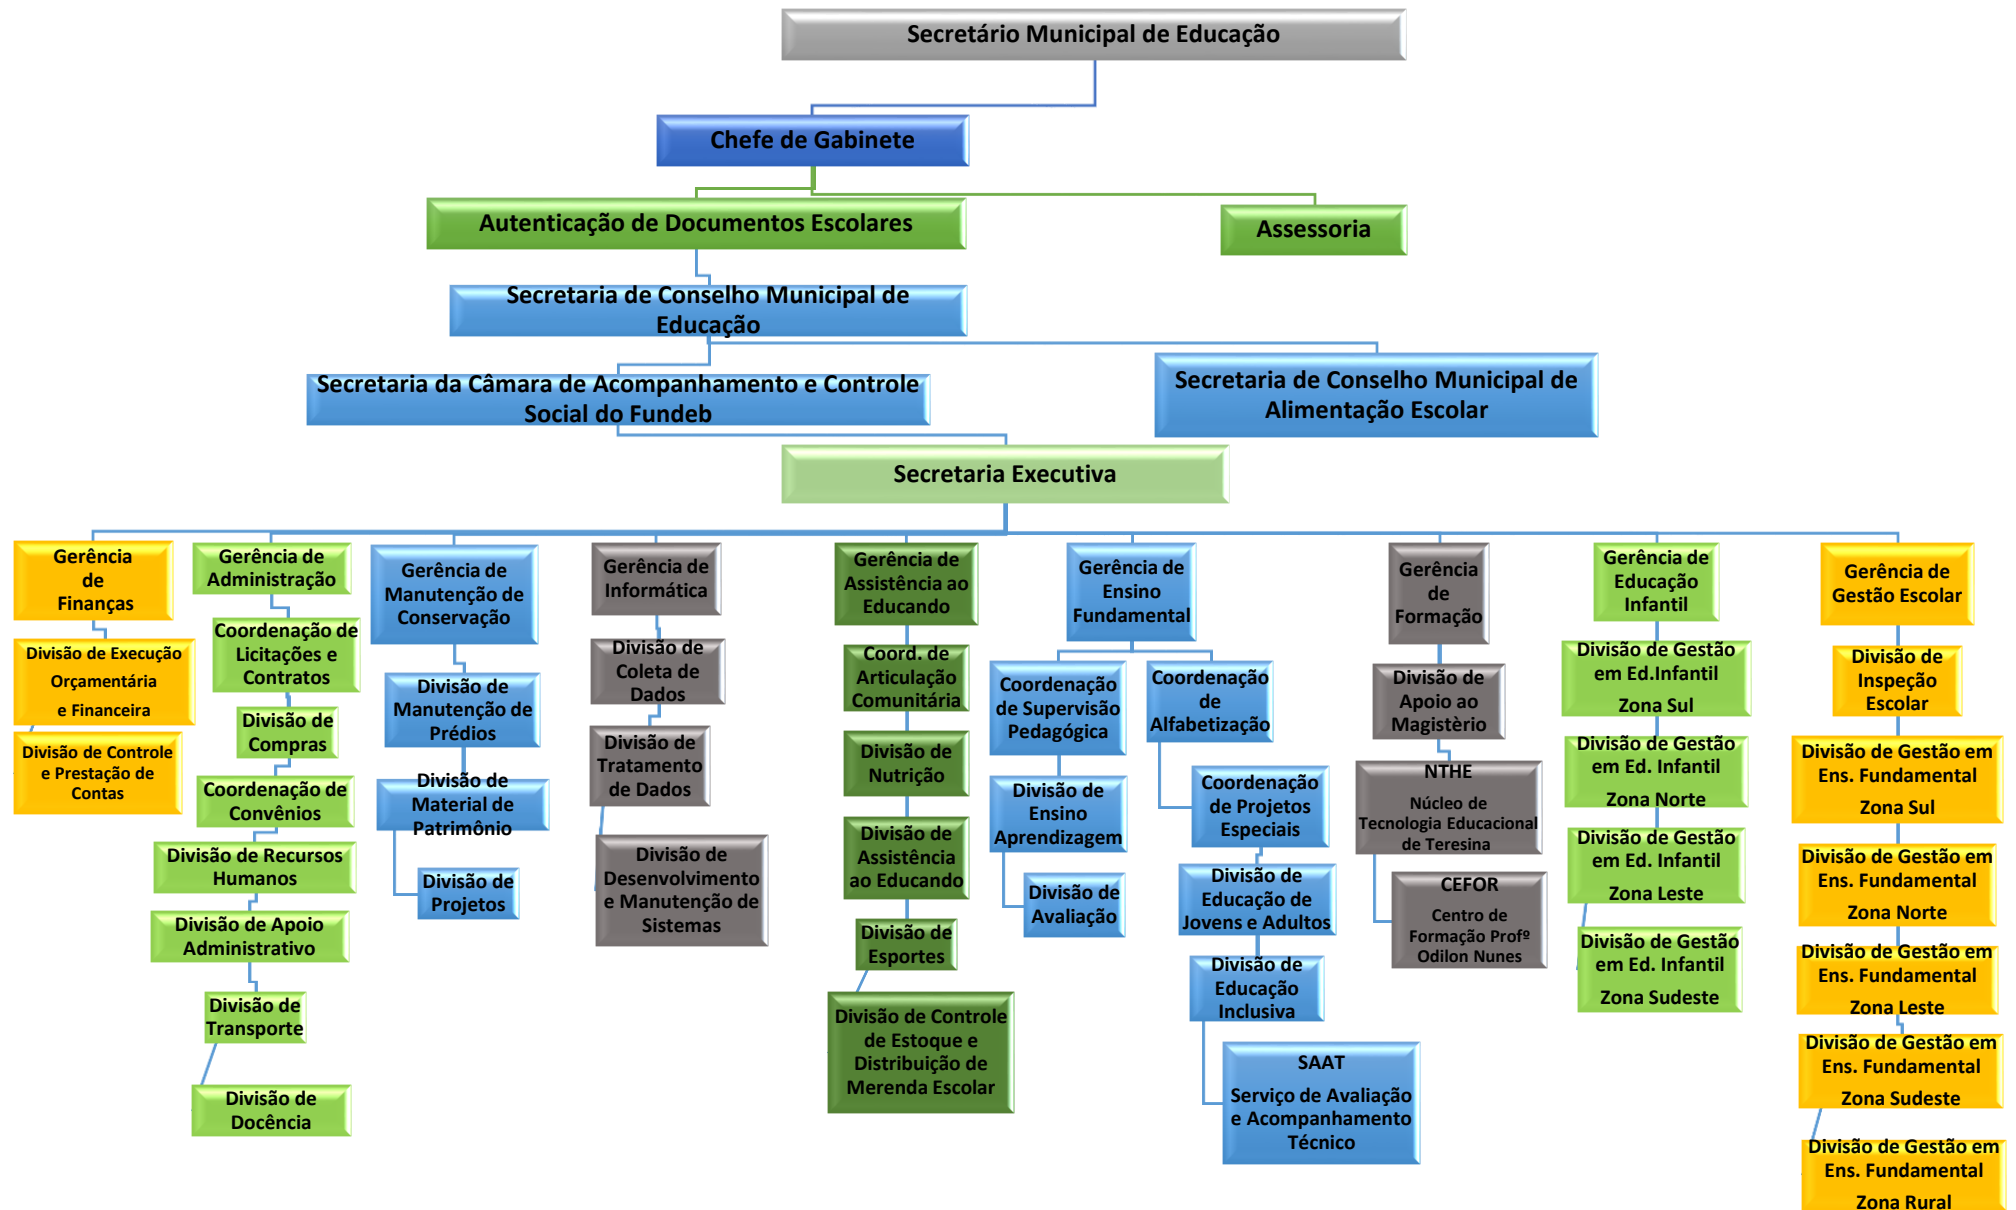 Secretário Municipal de Educação
Chefe de Gabinete
Autenticação de Documentos Escolares
Assessoria
Secretaria de Conselho Municipal de
Educação
Secretaria da Câmara de Acompanhamento e Controle
Social do Fundeb
Secretaria de Conselho Municipal de
Alimentação Escolar
Secretaria Executiva
Gerência
de
Finanças
Divisão de Execução
Orçamentária
e Financeira
Divisão de Controle
e Prestação de
Contas
Gerência de
Administração
Coordenação de
Licitações e
Contratos
Divisão de
Compras
Coordenação de
Convênios
Divisão de Recursos
Humanos
Divisão de Apoio
Administrativo
Divisão de
Transporte
Divisão de
Docência
Gerência de
Manutenção de
Conservação
Divisão de
Manutenção de
Prédios
Divisão de
Material de
Patrimônio
Divisão de
Projetos
Gerência de
Informática
Divisão de
Coleta de
Dados
Divisão de
Tratamento
de Dados
Divisão de
Desenvolvimento
e Manutenção de
Sistemas
Gerência de
Assistência ao
Educando
Coord. de
Articulação
Comunitária
Divisão de
Nutrição
Divisão de
Assistência
ao Educando
Divisão de
Esportes
Divisão de Controle
de Estoque e
Distribuição de
Merenda Escolar
Gerência de
Ensino
Fundamental
Coordenação
de Supervisão
Pedagógica
Divisão de
Ensino
Aprendizagem
Divisão de
Avaliação
Coordenação
de
Alfabetização
Coordenação
de Projetos
Especiais
Divisão de
Educação de
Jovens e Adultos
Divisão de
Educação
Inclusiva
SAAT
Serviço de Avaliação
e Acompanhamento
Técnico
Gerência
de
Formação
Divisão de
Apoio ao
Magistèrio
NTHE
Núcleo de
Tecnologia Educacional
de Teresina
CEFOR
Centro de
Formação Profº
Odilon Nunes
Gerência de
Educação
Infantil
Divisão de Gestão
em Ed.Infantil
Zona Sul
Divisão de Gestão
em Ed. Infantil
Zona Norte
Divisão de Gestão
em Ed. Infantil
Zona Leste
Divisão de Gestão
em Ed. Infantil
Zona Sudeste
Gerência de
Gestão Escolar
Divisão de
Inspeção
Escolar
Divisão de Gestão em
Ens. Fundamental
Zona Sul
Divisão de Gestão em
Ens. Fundamental
Zona Norte
Divisão de Gestão em
Ens. Fundamental
Zona Leste
Divisão de Gestão em
Ens. Fundamental
Zona Sudeste
Divisão de Gestão em
Ens. Fundamental
Zona Rural